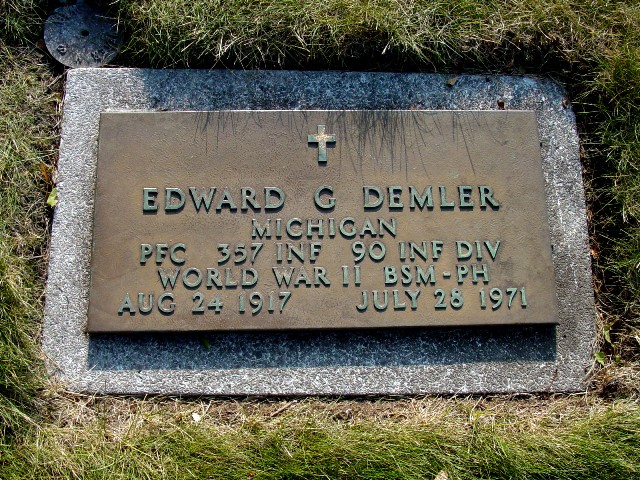 EDWARD G DEMLER
MICHIGAN
PFC 357 INF 90 INF DIV
WORLD WAR II BSM-PH
AUG 24 1917 JULY 28 1971